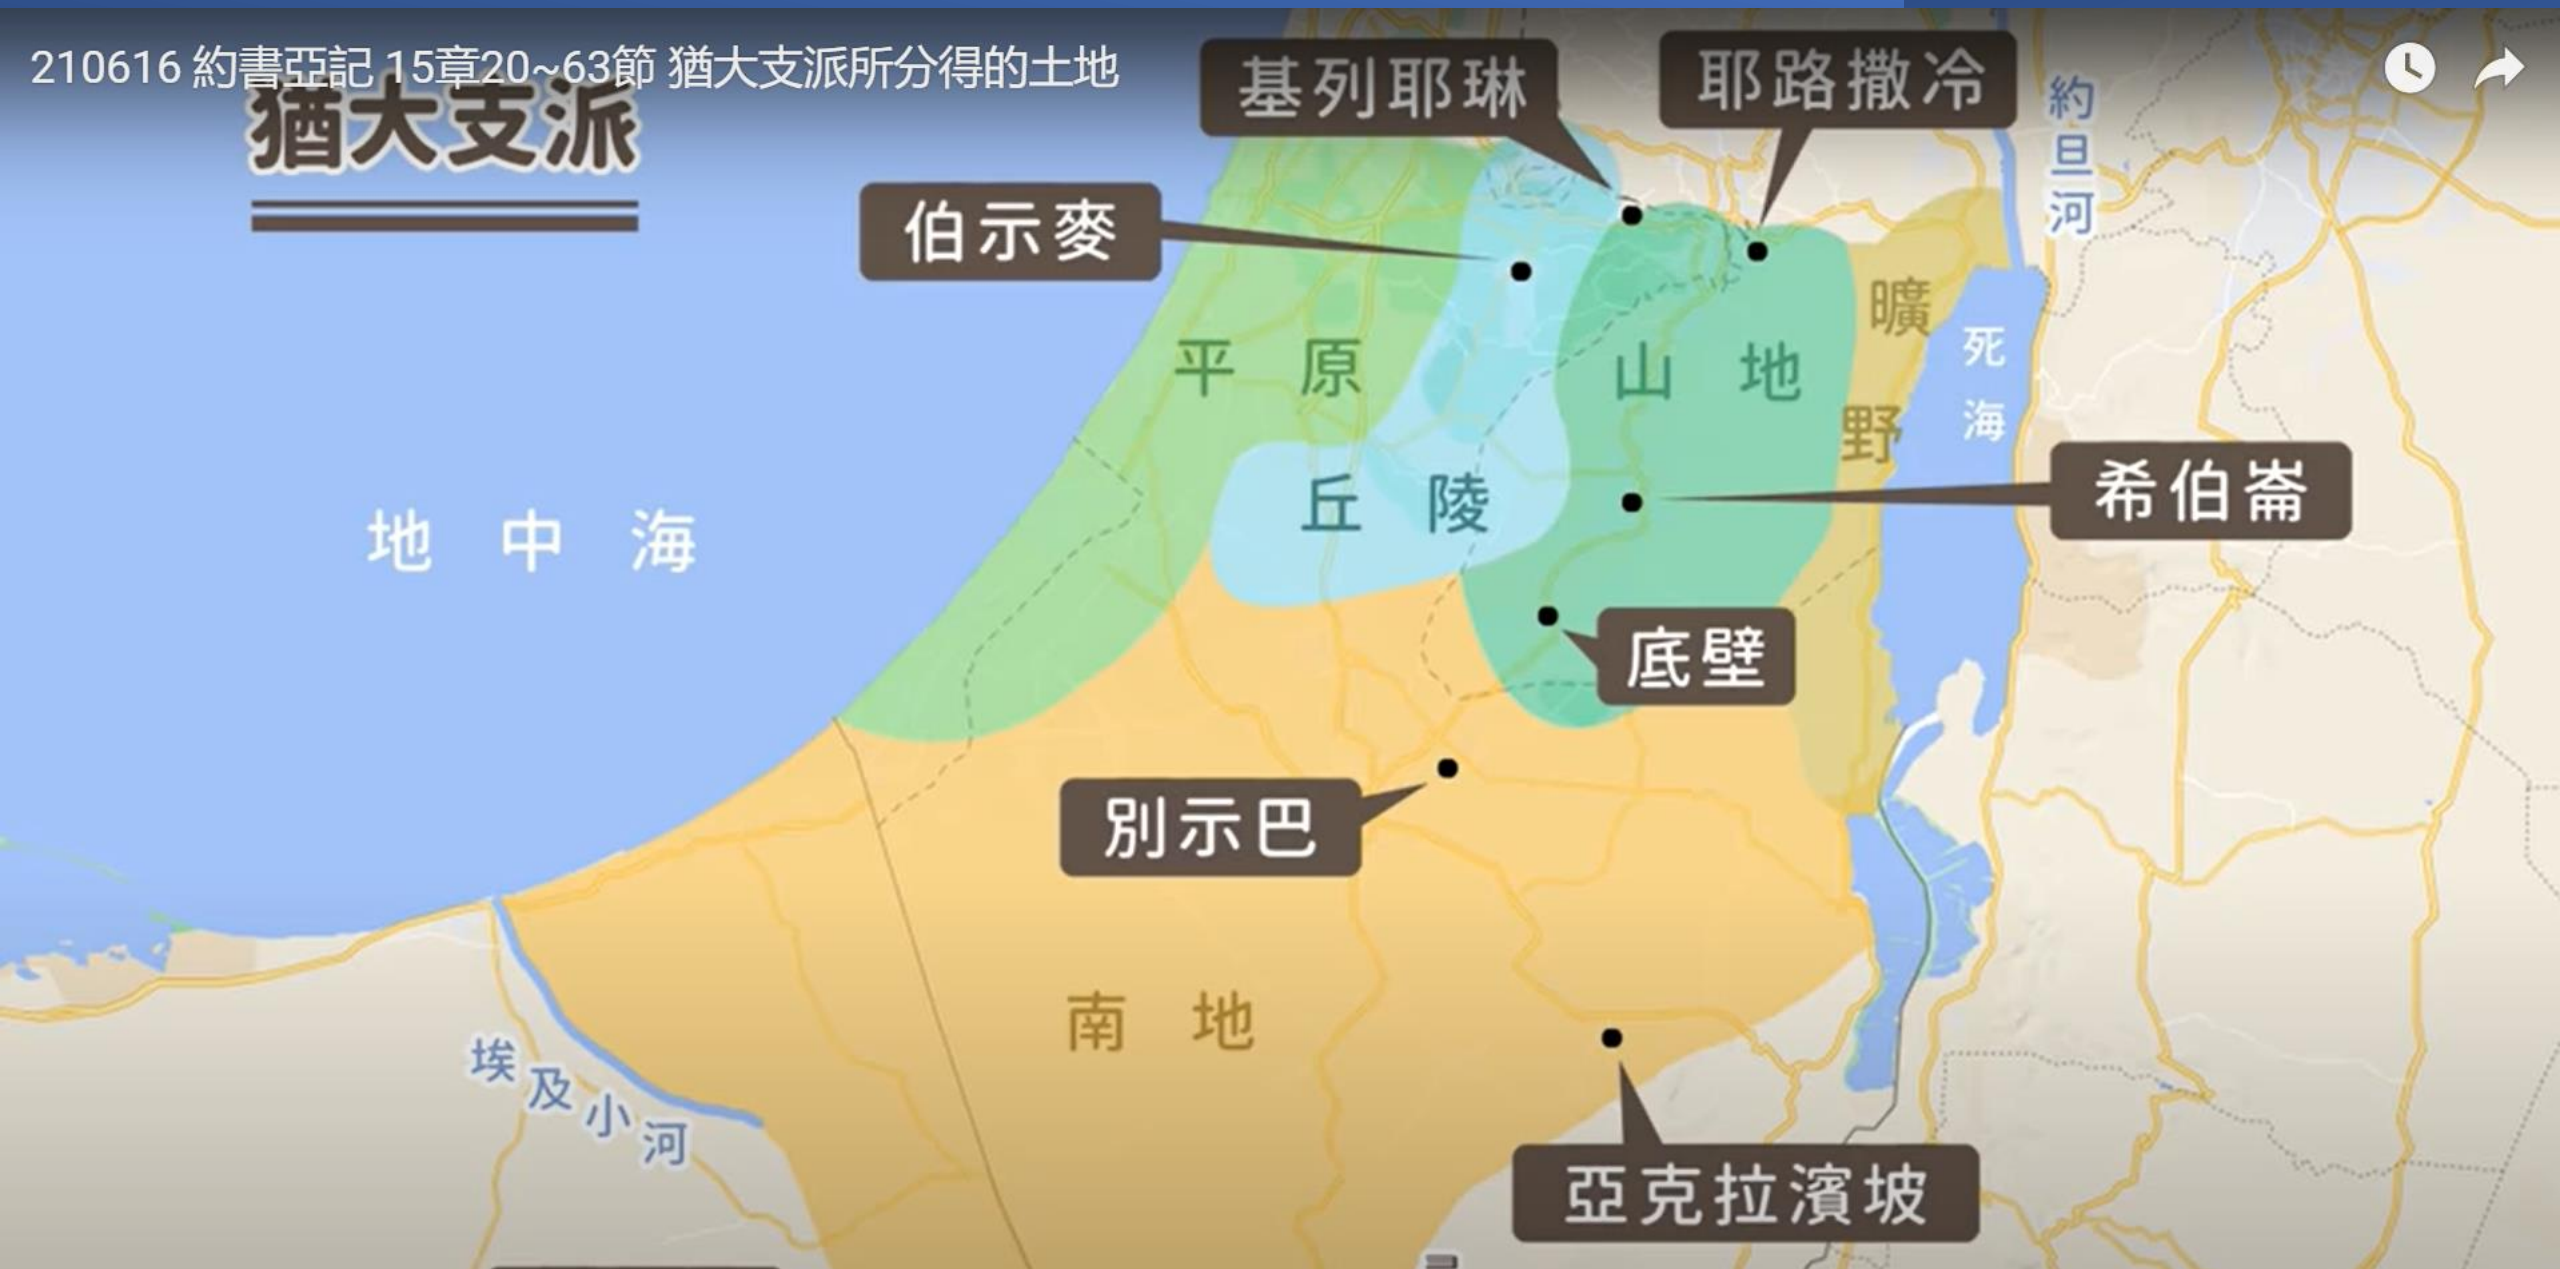 210616 約書亞記 15章20~63節 猶大支派所分得的土地
猶大支派
基列耶琳
耶路撒冷
約旦河
伯示麥
平原
山地
曠野
死海
丘陵
地中海
希伯崙
底壁
別示巴
南地
埃及小河
亞克拉濱坡